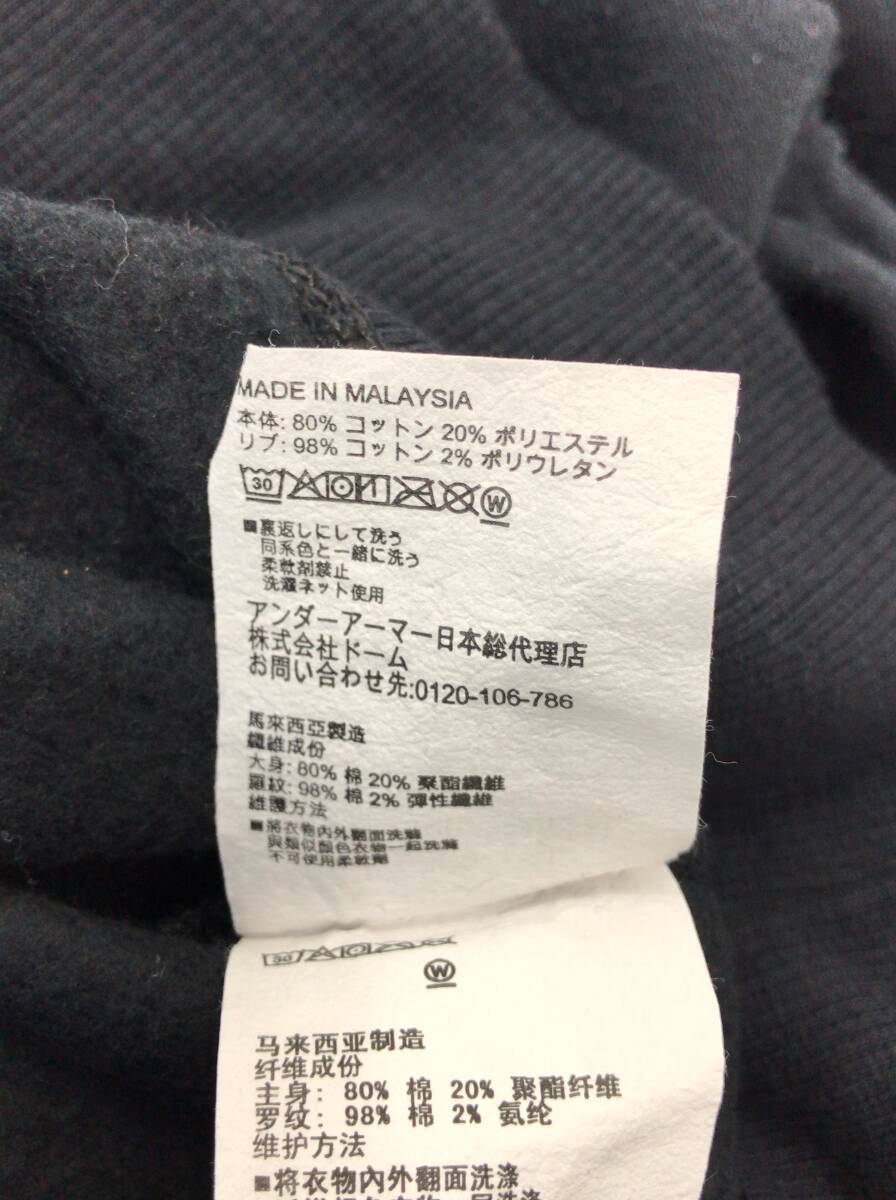 MADE IN MALAYSIA
本体: 80% コットン 20% ポリエステル
リブ: 98% コットン 2% ポリウレタン
30 W
■裏返しにして洗う
同系色と一緒に洗う
柔軟剤禁止
洗濯ネット使用
アンダーアーマー日本総代理店
株式会社ドーム
お問い合わせ先:0120-106-786
馬來西亞製造
纖維成份
大身: 80% 棉 20% 聚酯纖維
羅紋: 98% 棉 2% 彈性纖維
維護方法
■將衣物內外翻面洗滌
與類似顏色衣物一起洗滌
不可使用柔軟劑
30
W
马来西亚制造
纤维成份
主身: 80% 棉 20% 聚酯纤维
罗纹: 98% 棉 2% 氨纶
维护方法
■将衣物內外翻面洗涤